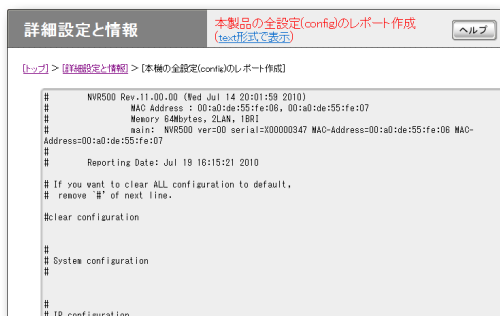 詳細設定と情報
本製品の全設定(config)のレポート作成
(text形式で表示)
ヘルプ
[トップ] > [詳細設定と情報] > [本機の全設定(config)のレポート作成]
# NVR500 Rev.11.00.00 (Wed Jul 14 20:01:59 2010)
# MAC Address : 00:a0:de:55:fe:06, 00:a0:de:55:fe:07
# Memory 64Mbytes, 2LAN, 1BRI
# main: NVR500 ver=00 serial=X00000347 MAC-Address=00:a0:de:55:fe:06 MAC-
Address=00:a0:de:55:fe:07
#
# Reporting Date: Jul 19 16:15:21 2010

# If you want to clear ALL configuration to default,
# remove `#' of next line.

#clear configuration

#
# System configuration
#

#
# IP configuration